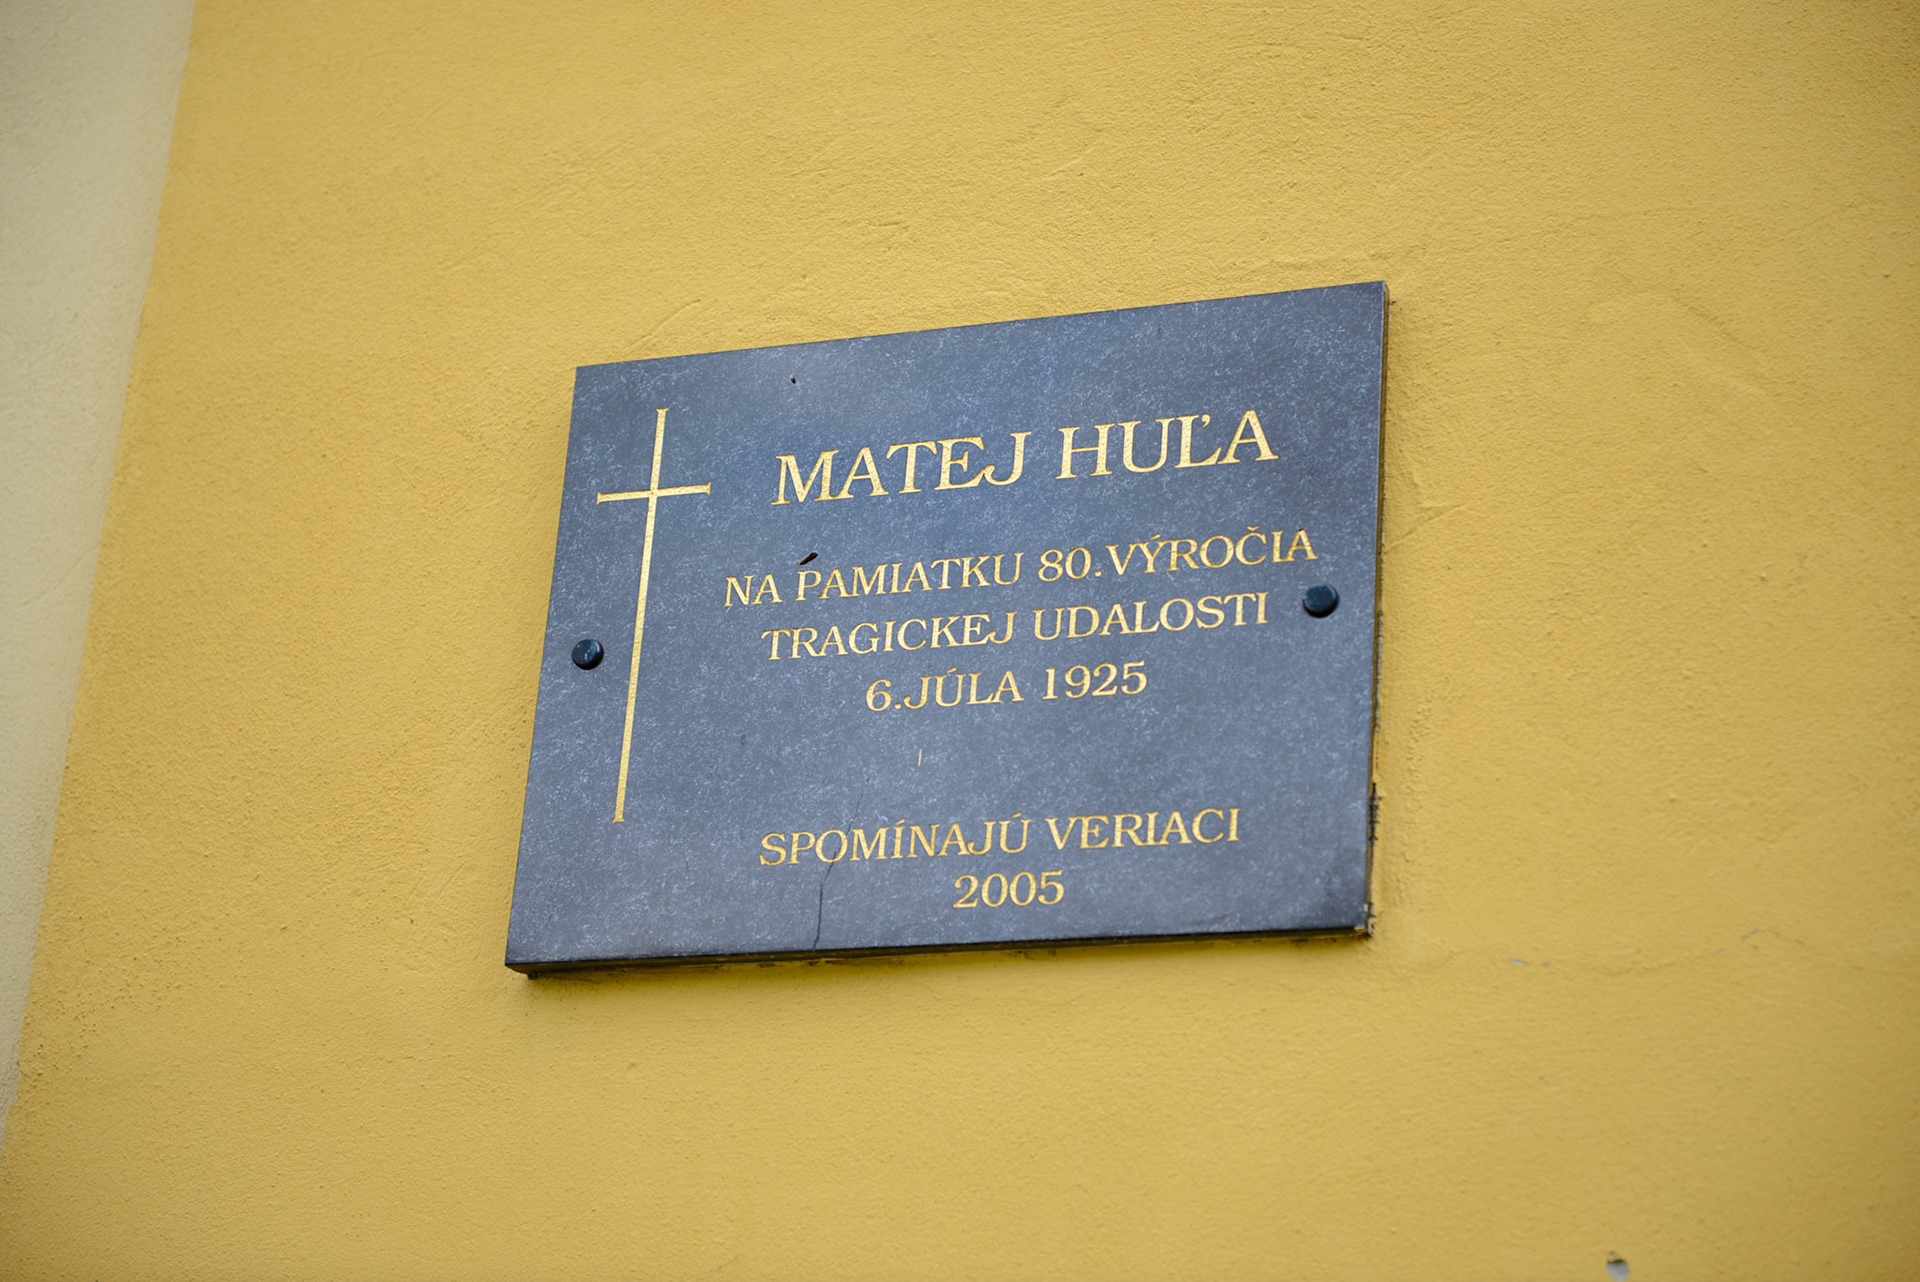 MATEJ HUĽA
NA PAMIATKU 80.VÝROČIA
TRAGICKEJ UDALOSTI
6.JÚLA 1925
SPOMÍNAJÚ VERIACI
2005